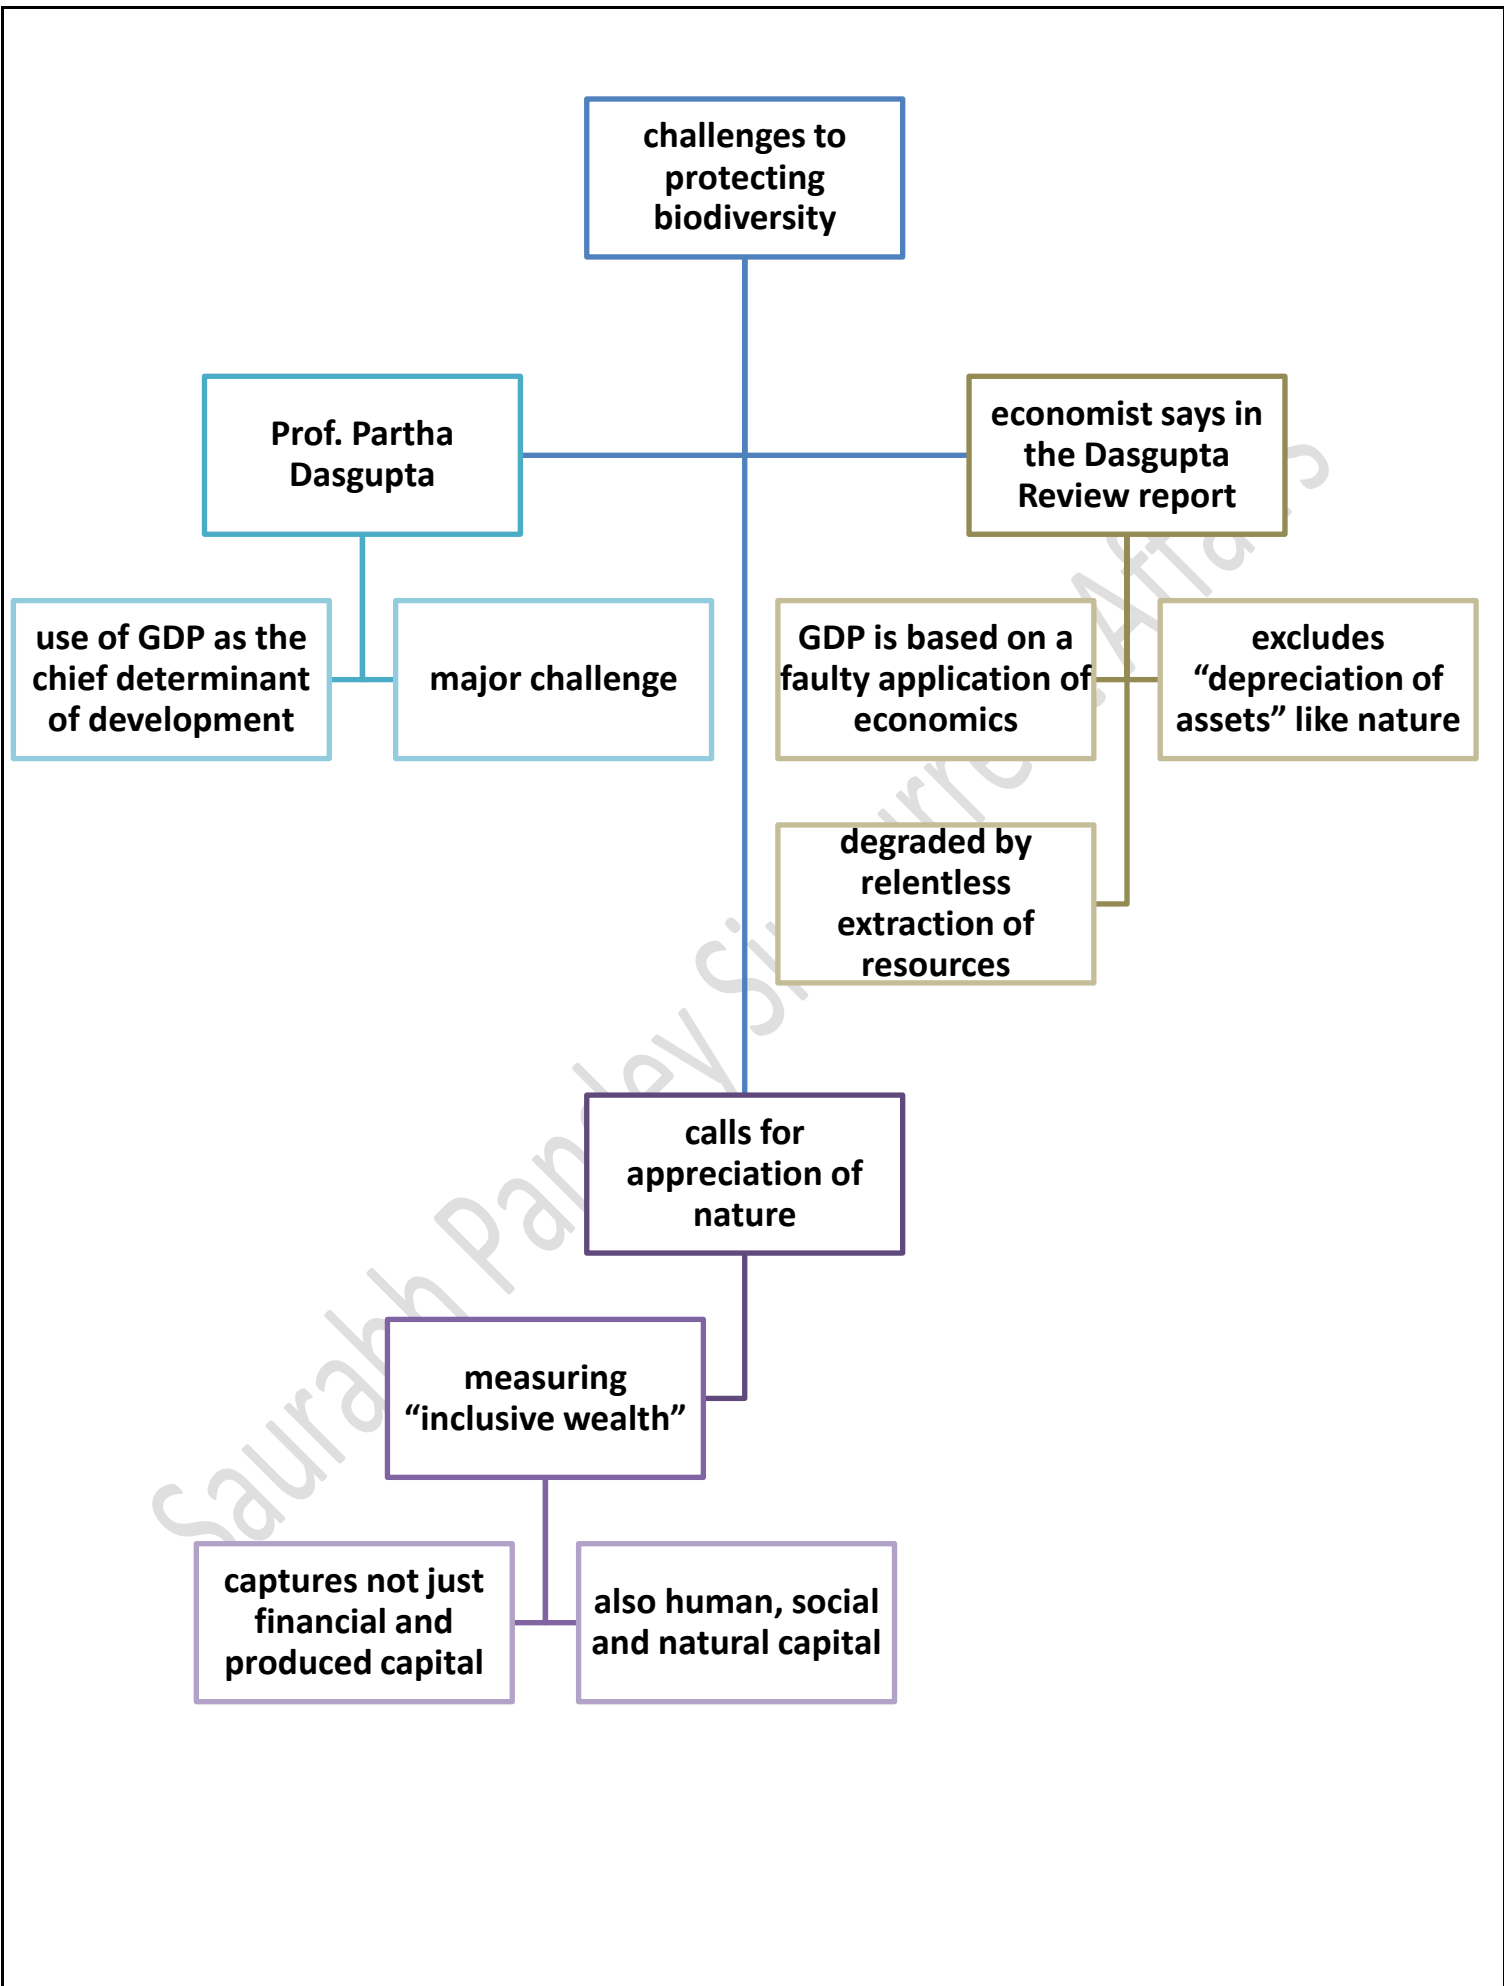 challenges to
protecting
biodiversity
Prof. Partha
Dasgupta
economist says in
the Dasgupta
Review report
use of GDP as the
chief determinant
of development
major challenge
GDP is based on a
faulty application of
economics
excludes
“depreciation of
assets” like nature
degraded by
relentless
extraction of
resources
calls for
appreciation of
nature
measuring
“inclusive wealth”
captures not just
financial and
produced capital
also human, social
and natural capital
Saurabh Pandey Sir Current Affairs